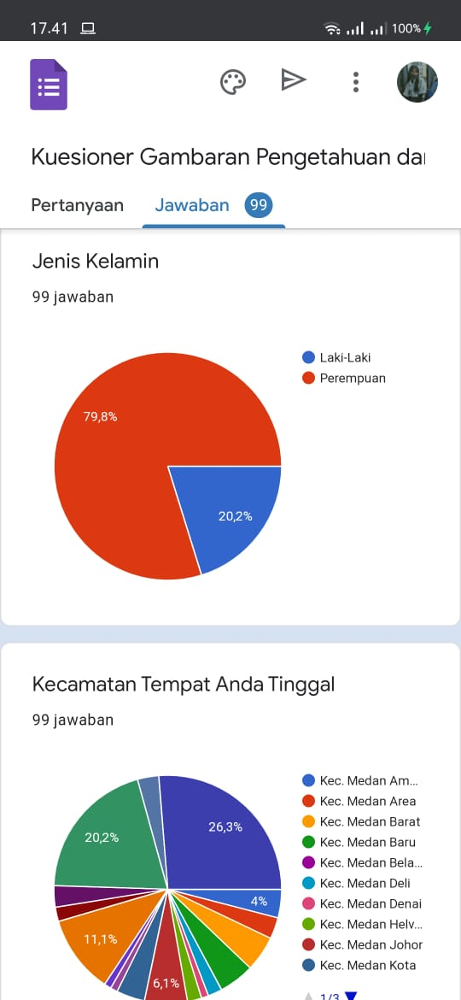 17.41 100%
Kuesioner Gambaran Pengetahuan dan
Pertanyaan Jawaban 99
Jenis Kelamin
99 jawaban
Laki-Laki
Perempuan
79,8%
20,2%
Kecamatan Tempat Anda Tinggal
99 jawaban
Kec. Medan Am...
Kec. Medan Area
Kec. Medan Barat
Kec. Medan Baru
Kec. Medan Bela...
Kec. Medan Deli
Kec. Medan Denai
Kec. Medan Helv...
Kec. Medan Johor
Kec. Medan Kota
1/3
26,3%
20,2%
4%
11,1%
6,1%